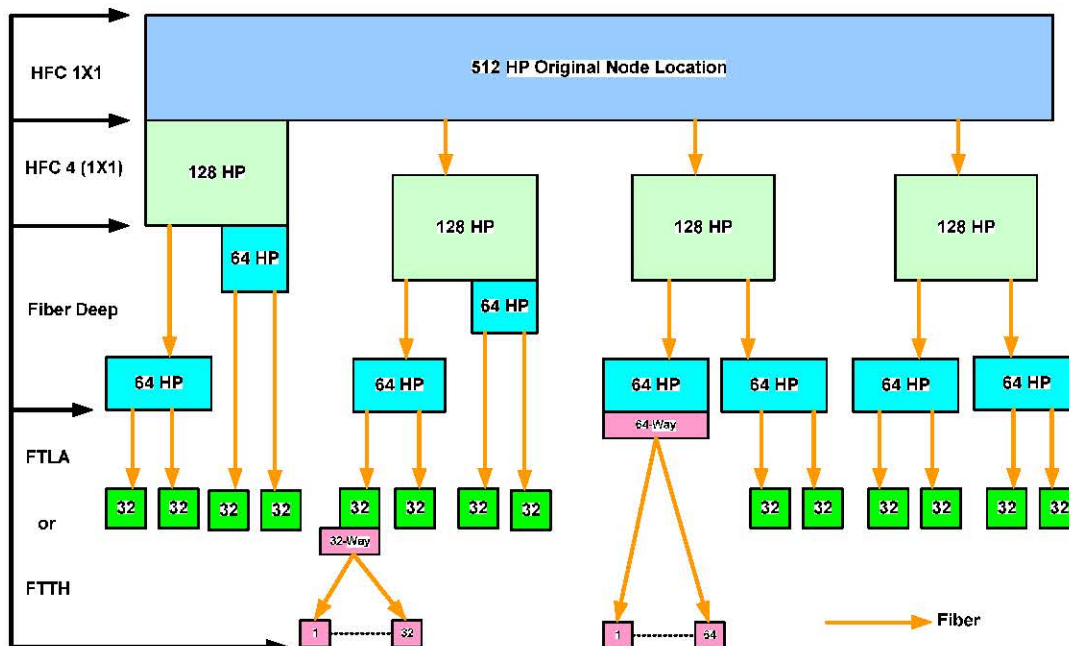 512 HP Original Node Location
HFC 1X1
HFC 4 (1X1)
128 HP
128 HP
128 HP
128 HP
64 HP
64 HP
Fiber Deep
64 HP
64 HP
64 HP
64 HP
64 HP
64 HP
64-Way
FTLA
32
32
32
32
32
32
32
32
32
32
32
32
32
32
or
32-Way
FTTH
1
32
1
64
Fiber